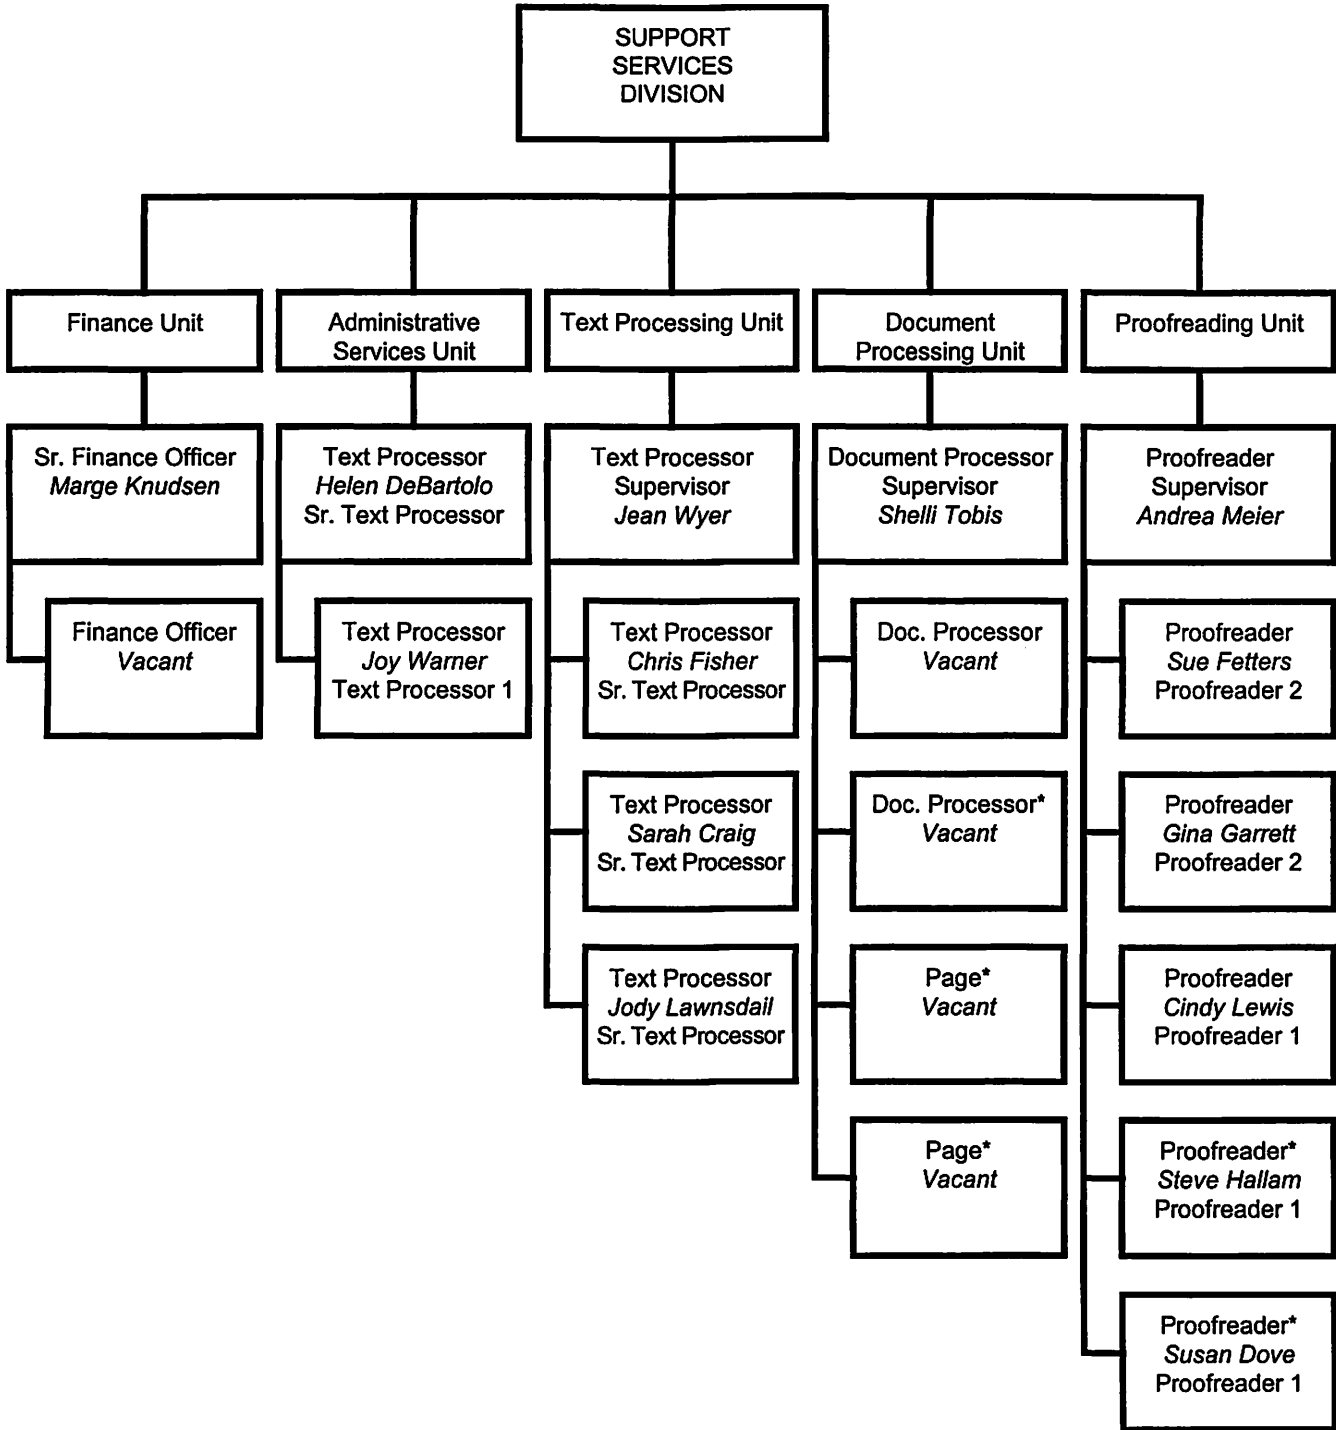 SUPPORT
SERVICES
DIVISION
Finance Unit
Administrative
Services Unit
Text Processing Unit
Document
Processing Unit
Proofreading Unit
Sr. Finance Officer
Marge Knudsen
Finance Officer
Vacant
Text Processor
Helen DeBartolo
Sr. Text Processor
Text Processor
Joy Warner
Text Processor 1
Text Processor
Supervisor
Jean Wyer
Text Processor
Chris Fisher
Sr. Text Processor
Text Processor
Sarah Craig
Sr. Text Processor
Text Processor
Jody Lawnsdail
Sr. Text Processor
Document Processor
Supervisor
Shelli Tobis
Doc. Processor
Vacant
Doc. Processor*
Vacant
Page*
Vacant
Page*
Vacant
Proofreader
Supervisor
Andrea Meier
Proofreader
Sue Fetters
Proofreader 2
Proofreader
Gina Garrett
Proofreader 2
Proofreader
Cindy Lewis
Proofreader 1
Proofreader*
Steve Hallam
Proofreader 1
Proofreader*
Susan Dove
Proofreader 1